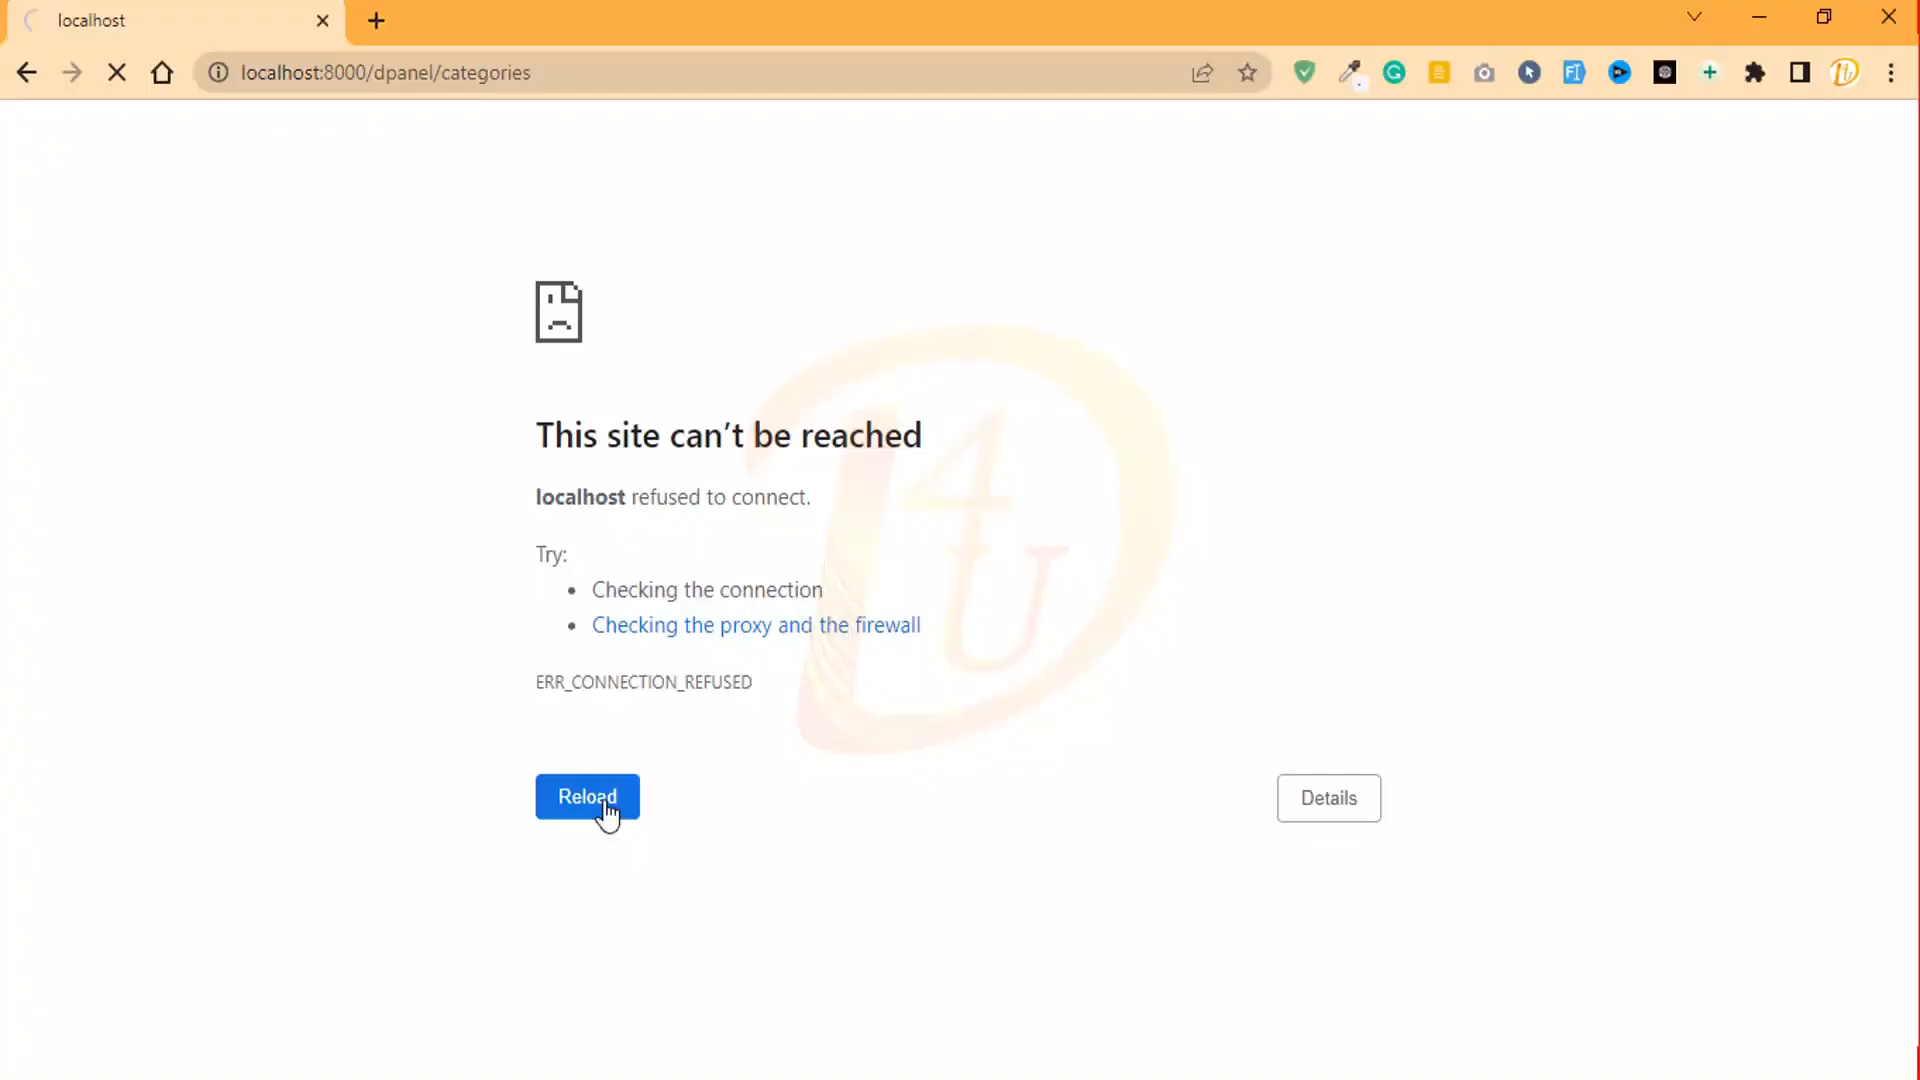 localhost
localhost:8000/dpanel/categories
This site can’t be reached
localhost refused to connect.
Try:
Checking the connection
Checking the proxy and the firewall
ERR_CONNECTION_REFUSED
Reload
Details
D4U